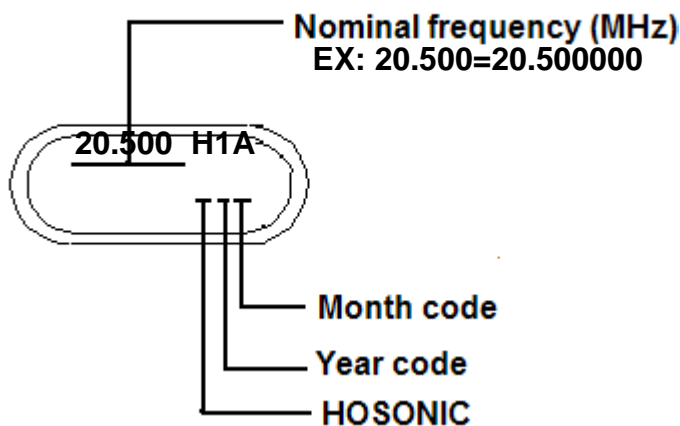 Nominal frequency (MHz)
EX: 20.500=20.500000
20.500 H1A
Month code
Year code
HOSONIC